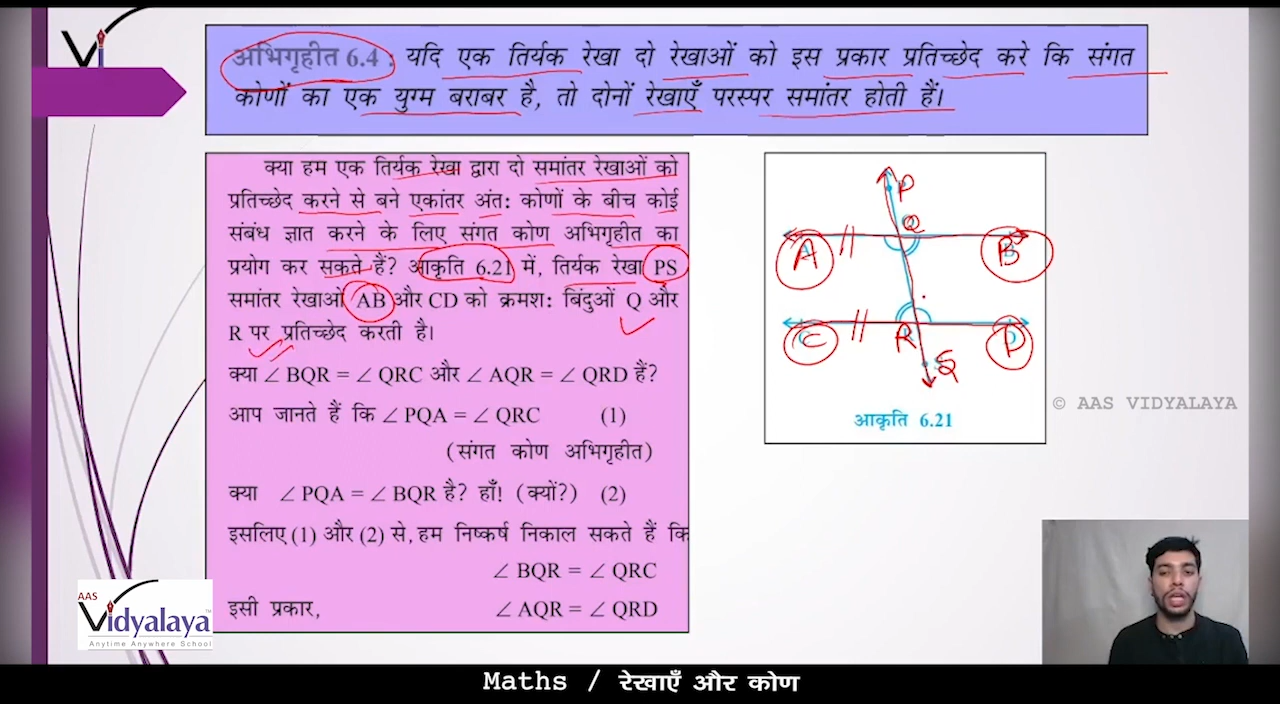 अभिगृहीत 6.4 : यदि एक तिर्यक रेखा दो रेखाओं को इस प्रकार प्रतिच्छेद करे कि संगत
कोणों का एक युग्म बराबर है, तो दोनों रेखाएँ परस्पर समांतर होती हैं।
क्या हम एक तिर्यक रेखा द्वारा दो समांतर रेखाओं को
प्रतिच्छेद करने से बने एकांतर अंत: कोणों के बीच कोई
संबंध ज्ञात करने के लिए संगत कोण अभिगृहीत का
प्रयोग कर सकते हैं? आकृति 6.21 में, तिर्यक रेखा PS
समांतर रेखाओं AB और CD को क्रमश: बिंदुओं Q और
R पर प्रतिच्छेद करती है।
क्या ∠ BQR = ∠ QRC और ∠ AQR = ∠ QRD हैं?
आप जानते हैं कि ∠ PQA = ∠ QRC (1)
(संगत कोण अभिगृहीत)
क्या ∠ PQA = ∠ BQR है? हाँ! (क्यों?) (2)
इसलिए (1) और (2) से, हम निष्कर्ष निकाल सकते हैं कि
∠ BQR = ∠ QRC
इसी प्रकार, ∠ AQR = ∠ QRD
P
Q
A B
C R D
S
आकृति 6.21
© AAS VIDYALAYA
AAS
Vidyalaya
Anytime Anywhere School
Maths / रेखाएँ और कोण